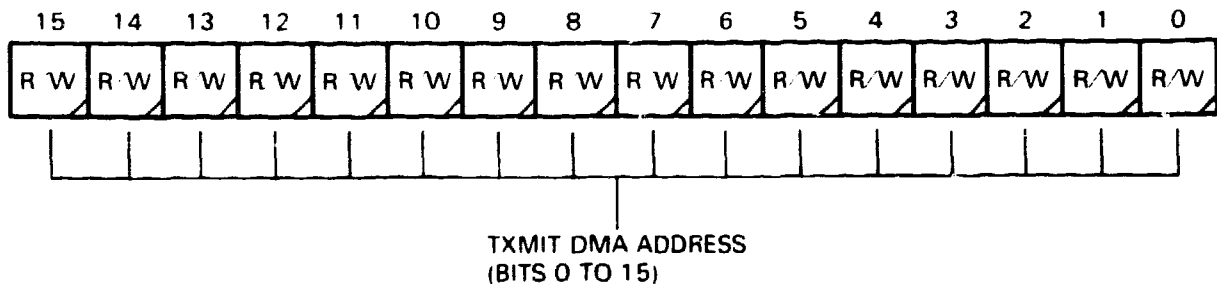 15 14 13 12 11 10 9 8 7 6 5 4 3 2 1 0
R/W R/W R/W R/W R/W R/W R/W R/W R/W R/W R/W R/W R/W R/W R/W R/W
TXMIT DMA ADDRESS
(BITS 0 TO 15)